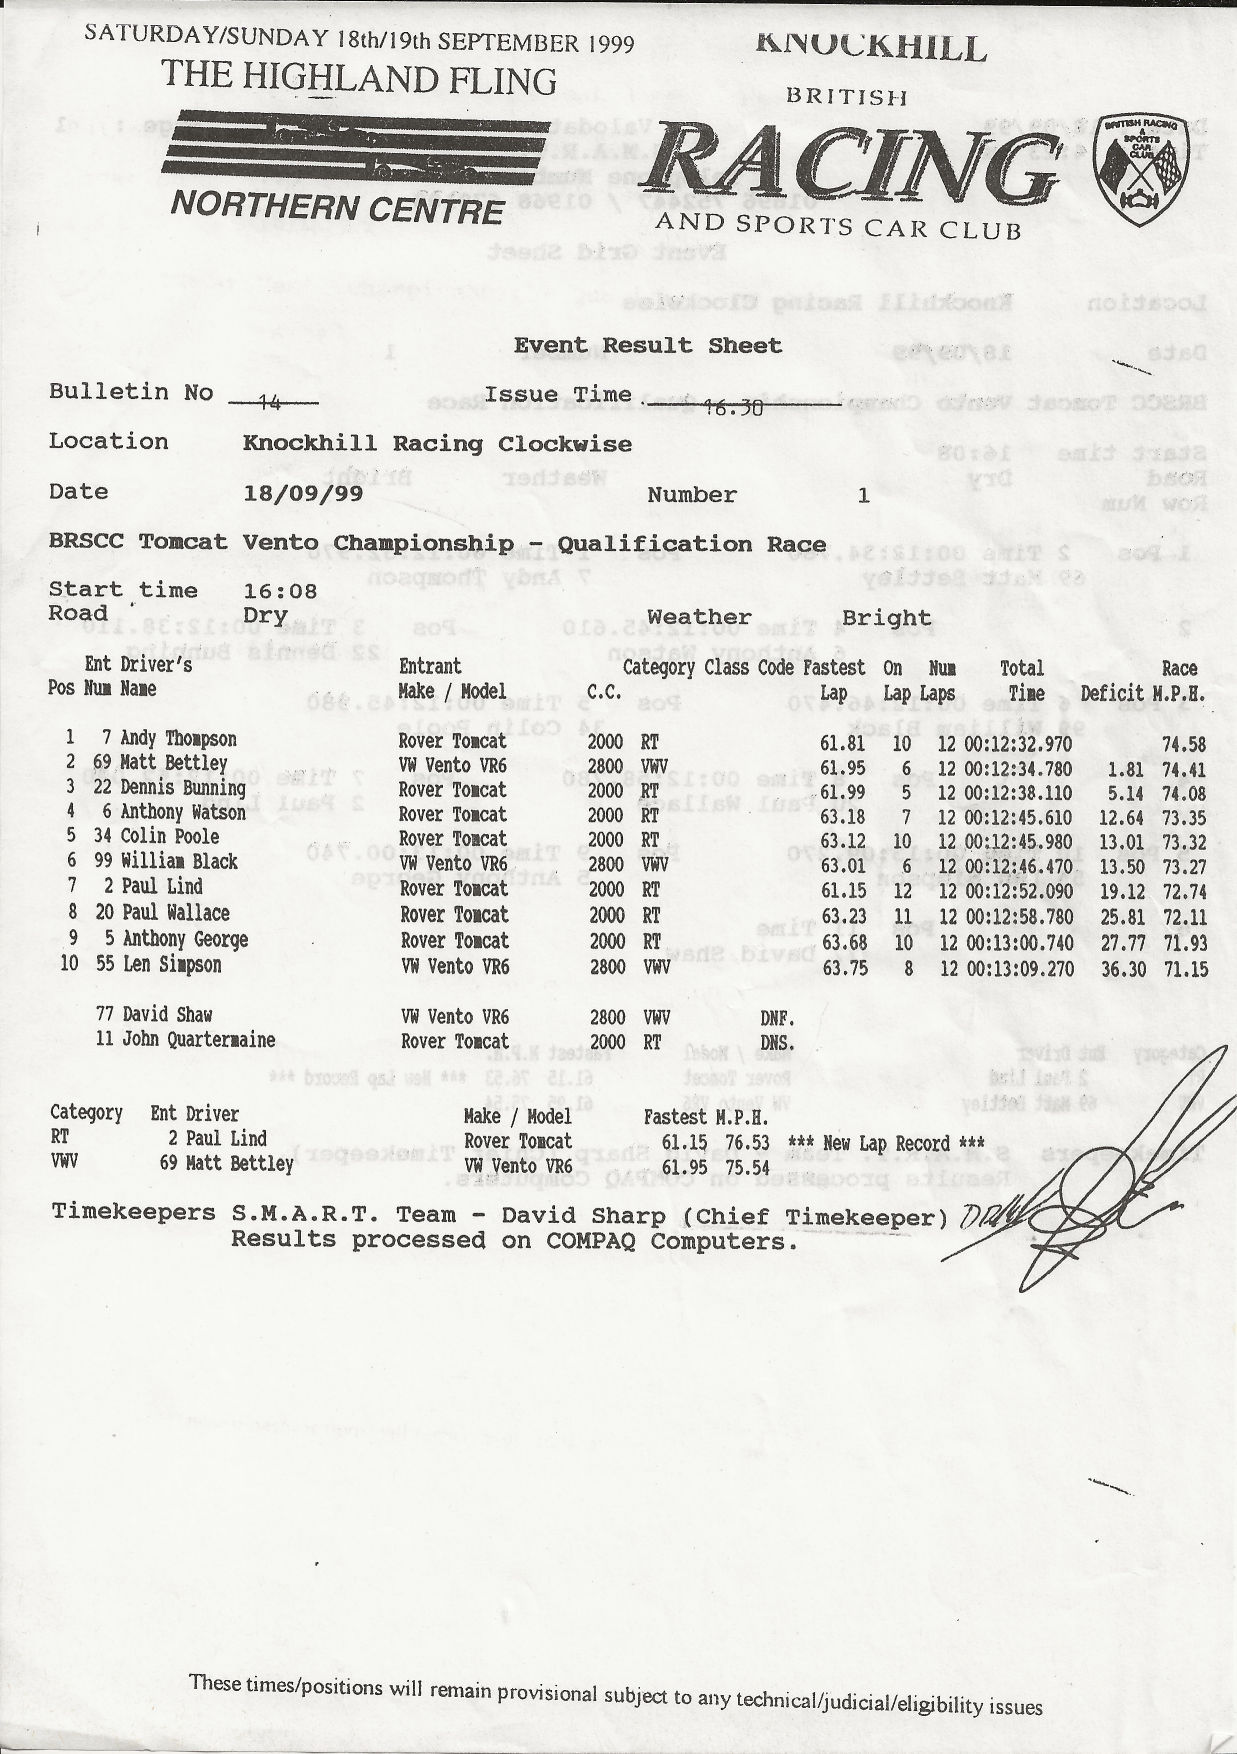 SATURDAY/SUNDAY 18th/19th SEPTEMBER 1999
THE HIGHLAND FLING
NORTHERN CENTRE
KNOCKHILL
BRITISH
RACING
AND SPORTS CAR CLUB
BRITISH RACING
&
SPORTS
CAR
CLUB
Event Result Sheet
Bulletin No 14 Issue Time 16.30
Location Knockhill Racing Clockwise
Date 18/09/99 Number 1
BRSCC Tomcat Vento Championship - Qualification Race
Start time 16:08
Road Dry Weather Bright
Ent Driver's Entrant Category Class Code Fastest On Num Total Race
Pos Num Name Make / Model C.C. Lap Lap Laps Time Deficit M.P.H.
1 7 Andy Thompson Rover Tomcat 2000 RT 61.81 10 12 00:12:32.970 74.58
2 69 Matt Bettley VW Vento VR6 2800 VWV 61.95 6 12 00:12:34.780 1.81 74.41
3 22 Dennis Bunning Rover Tomcat 2000 RT 61.99 5 12 00:12:38.110 5.14 74.08
4 6 Anthony Watson Rover Tomcat 2000 RT 63.18 7 12 00:12:45.610 12.64 73.35
5 34 Colin Poole Rover Tomcat 2000 RT 63.12 10 12 00:12:45.980 13.01 73.32
6 99 William Black VW Vento VR6 2800 VWV 63.01 6 12 00:12:46.470 13.50 73.27
7 2 Paul Lind Rover Tomcat 2000 RT 61.15 12 12 00:12:52.090 19.12 72.74
8 20 Paul Wallace Rover Tomcat 2000 RT 63.23 11 12 00:12:58.780 25.81 72.11
9 5 Anthony George Rover Tomcat 2000 RT 63.68 10 12 00:13:00.740 27.77 71.93
10 55 Len Simpson VW Vento VR6 2800 VWV 63.75 8 12 00:13:09.270 36.30 71.15
77 David Shaw VW Vento VR6 2800 VWV DNF.
11 John Quartermaine Rover Tomcat 2000 RT DNS.
Category Ent Driver Make / Model Fastest M.P.H.
RT 2 Paul Lind Rover Tomcat 61.15 76.53 *** New Lap Record ***
VWV 69 Matt Bettley VW Vento VR6 61.95 75.54
Timekeepers S.M.A.R.T. Team - David Sharp (Chief Timekeeper)
Results processed on COMPAQ Computers.
These times/positions will remain provisional subject to any technical/judicial/eligibility issues